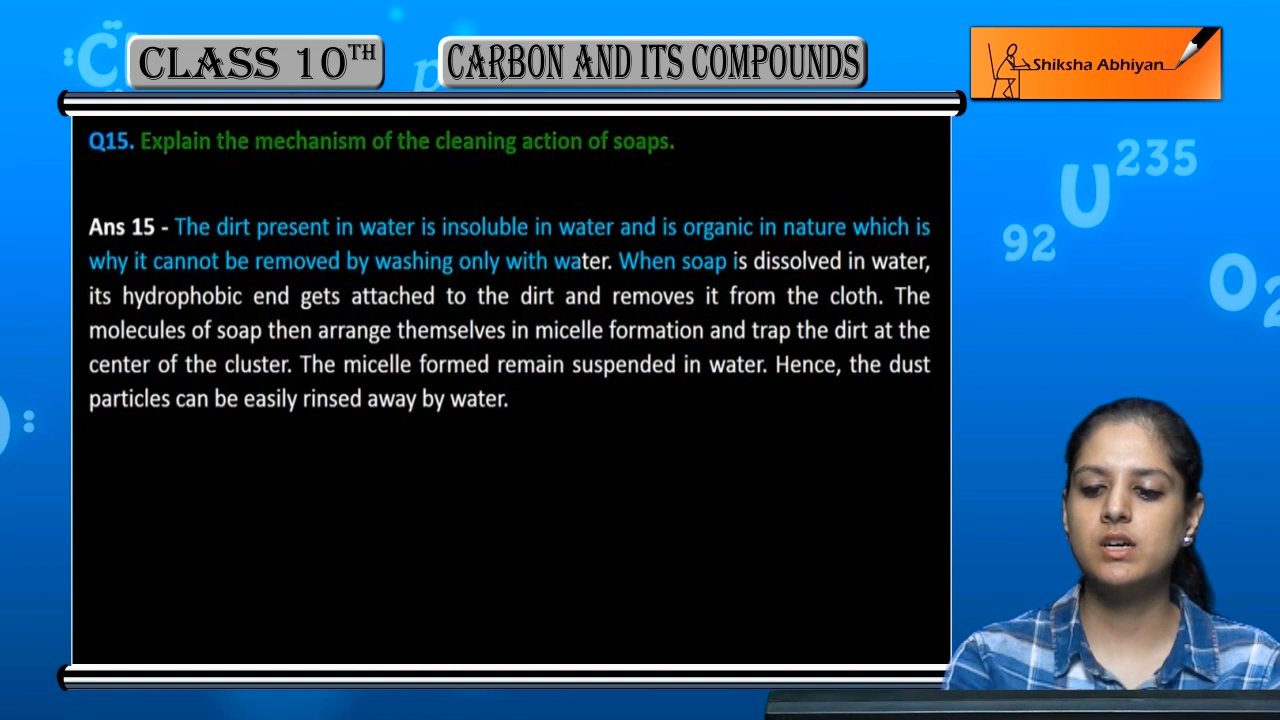 CLASS 10TH
CARBON AND ITS COMPOUNDS
Shiksha Abhiyan
Q15. Explain the mechanism of the cleaning action of soaps.
Ans 15 - The dirt present in water is insoluble in water and is organic in nature which is
why it cannot be removed by washing only with water. When soap is dissolved in water,
its hydrophobic end gets attached to the dirt and removes it from the cloth. The
molecules of soap then arrange themselves in micelle formation and trap the dirt at the
center of the cluster. The micelle formed remain suspended in water. Hence, the dust
particles can be easily rinsed away by water.
U 235
92
O2